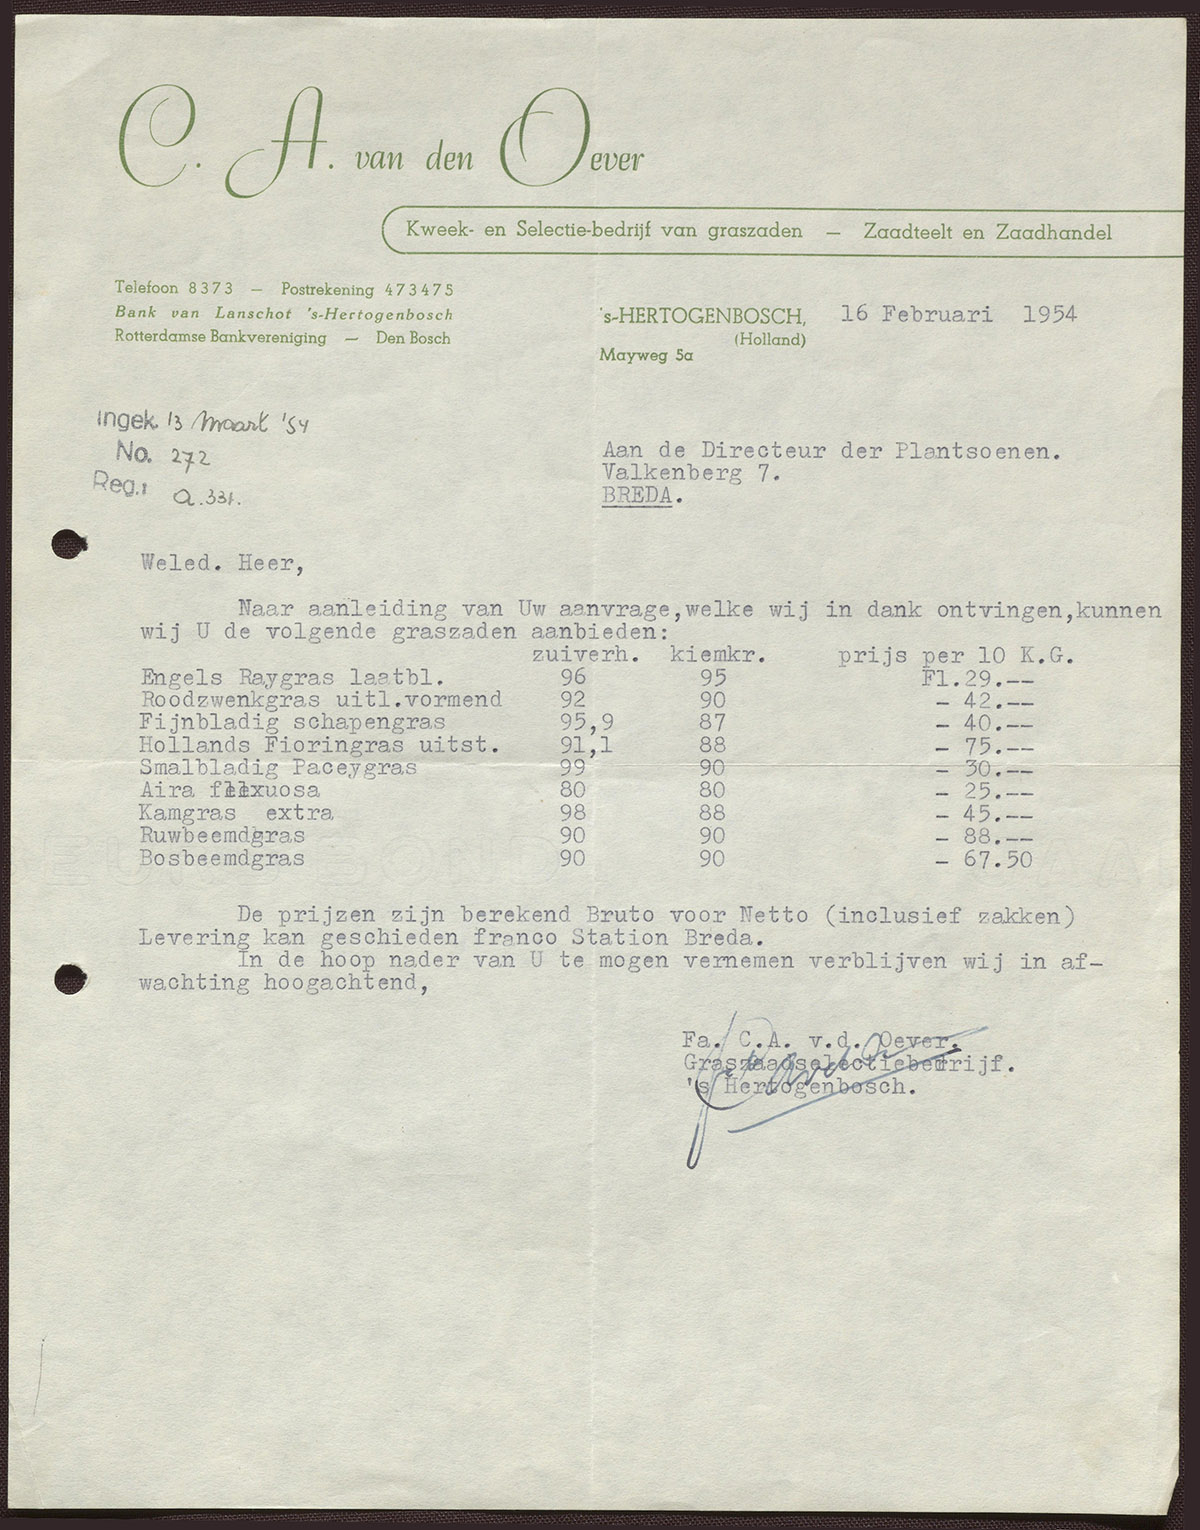 C. A. van den Oever
Kweek- en Selectie-bedrijf van graszaden — Zaadteelt en Zaadhandel
Telefoon 8373 — Postrekening 473475
Bank van Lanschot 's-Hertogenbosch
Rotterdamse Bankvereniging — Den Bosch
's-HERTOGENBOSCH, 16 Februari 1954
(Holland)
Mayweg 5a
Ingek. 13 maart '54
No. 272
Reg.: a.331.
Aan de Directeur der Plantsoenen.
Valkenberg 7.
BREDA.
Weled. Heer,
Naar aanleiding van Uw aanvrage,welke wij in dank ontvingen,kunnen
wij U de volgende graszaden aanbieden:
zuiverh. kiemkr. prijs per 10 K.G.
Engels Raygras laatbl. 96 95 Fl.29.--
Roodzwenkgras uitl.vormend 92 90 - 42.--
Fijnbladig schapengras 95,9 87 - 40.--
Hollands Fioringras uitst. 91,1 88 - 75.--
Smalbladig Paceygras 99 90 - 30.--
Aira flexuosa 80 80 - 25.--
Kamgras extra 98 88 - 45.--
Ruwbeemdgras 90 90 - 88.--
Bosbeemdgras 90 90 - 67.50
De prijzen zijn berekend Bruto voor Netto (inclusief zakken)
Levering kan geschieden franco Station Breda.
In de hoop nader van U te mogen vernemen verblijven wij in af-
wachting hoogachtend,
Fa. C.A. v.d. Oever.
Graszaadselectiebedrijf.
's Hertogenbosch.